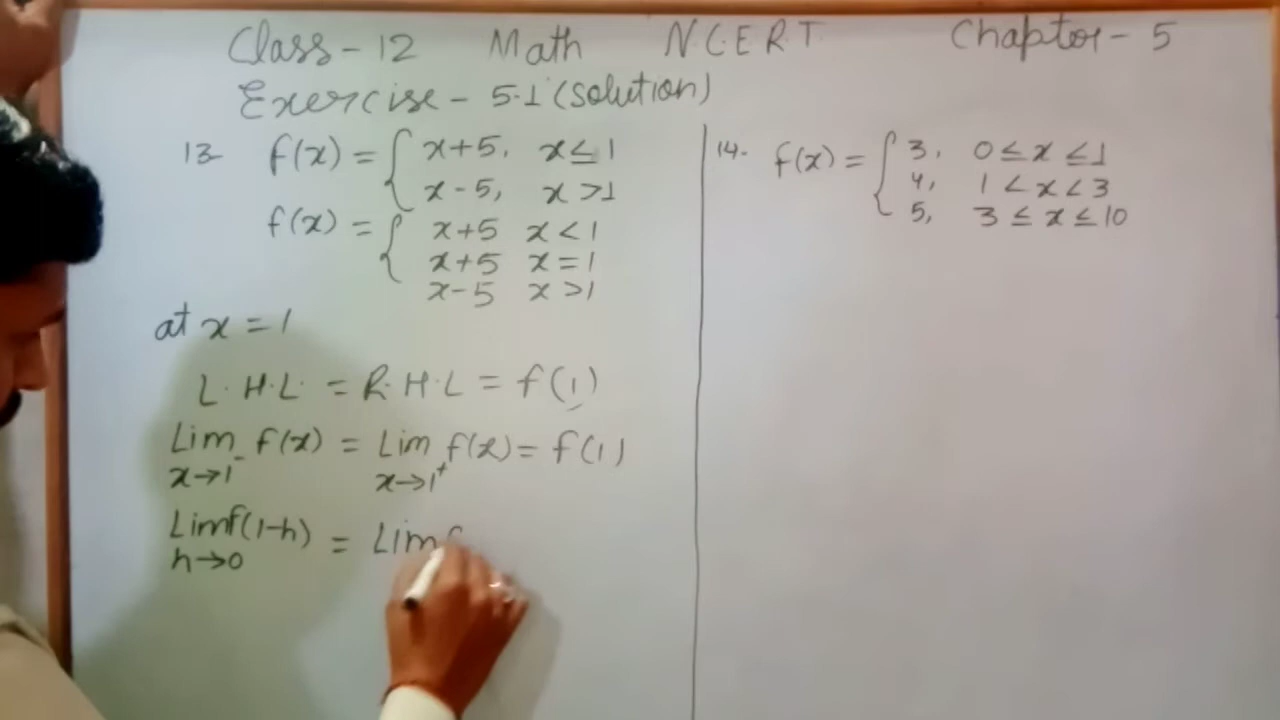 Class - 12 Math N.C.E.R.T. Chapter - 5
Exercise - 5.1 (Solution)
13- f(x) = { x+5, x ≤ 1
x-5, x > 1
f(x) = { x+5 x < 1
x+5 x = 1
x-5 x > 1
at x = 1
L.H.L. = R.H.L = f(1)
Lim f(x) = Lim f(x) = f(1)
x→1⁻ x→1⁺
Lim f(1-h) = Lim
h→0
14. f(x) = { 3, 0 ≤ x ≤ 1
4, 1 < x < 3
5, 3 ≤ x ≤ 10